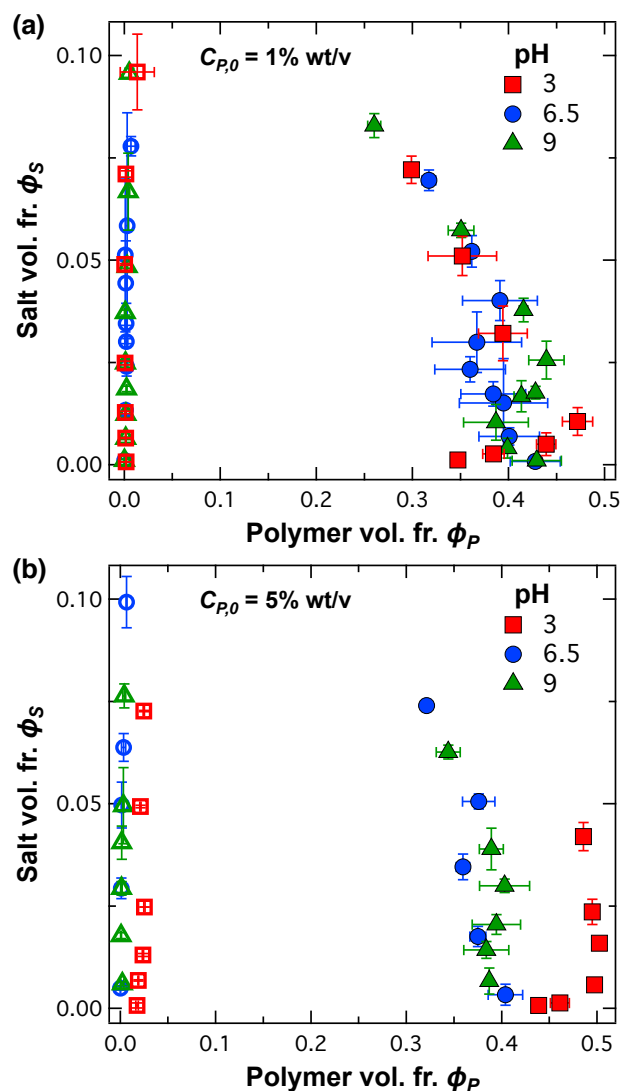 (a)
C_{P,0} = 1% wt/v
pH
3
6.5
9
Salt vol. fr. ϕ_S
0.10
0.05
0.00
0.0 0.1 0.2 0.3 0.4 0.5
Polymer vol. fr. ϕ_P
(b)
C_{P,0} = 5% wt/v
pH
3
6.5
9
Salt vol. fr. ϕ_S
0.10
0.05
0.00
0.0 0.1 0.2 0.3 0.4 0.5
Polymer vol. fr. ϕ_P